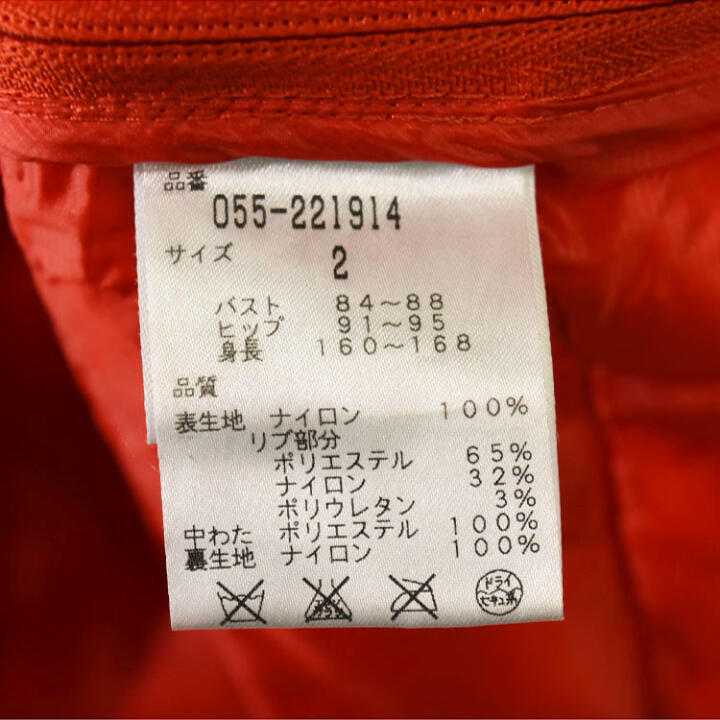 品番
055-221914
サイズ 2
バスト 84～88
ヒップ 91～95
身長 160～168
品質
表生地 ナイロン 100%
リブ部分
ポリエステル 65%
ナイロン 32%
ポリウレタン 3%
中わた ポリエステル 100%
裏生地 ナイロン 100%
ドライ
セキユ系